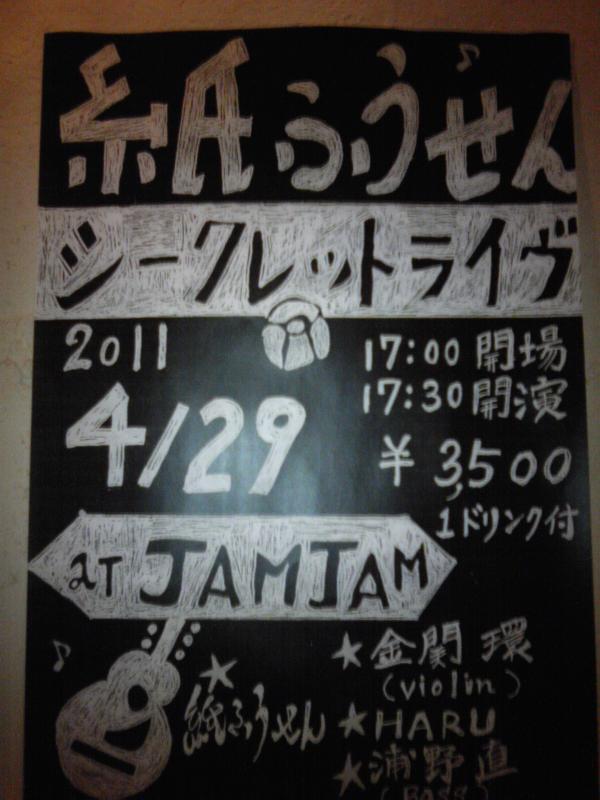 紙ふうせん
シークレットライヴ
2011
4/29
17:00 開場
17:30 開演
¥ 3,500
1ドリンク付
at JAMJAM
★
紙ふうせん
★金関 環
(violin)
★HARU
★浦野 直
(BASS)